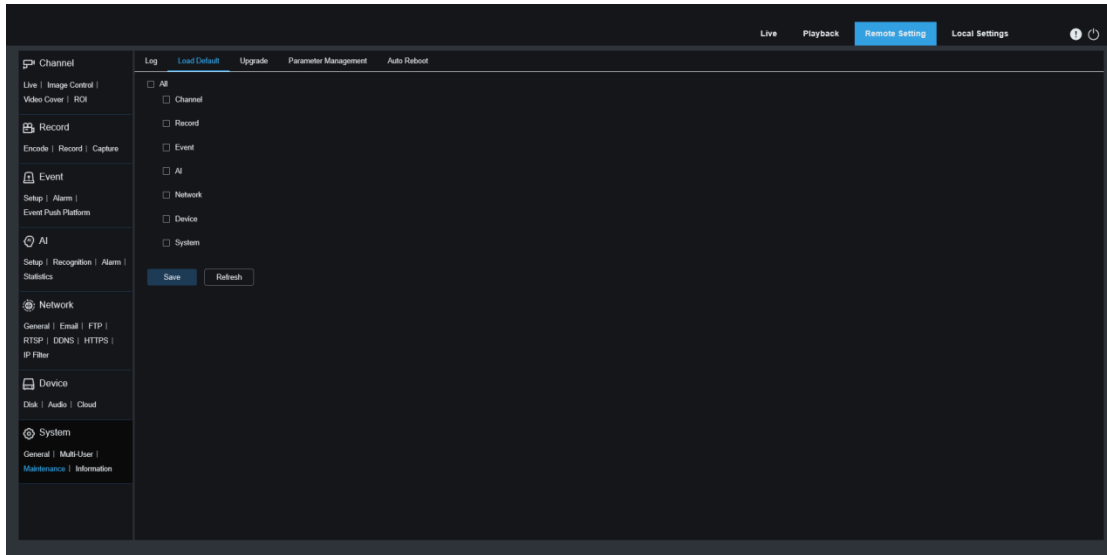 Live Playback Remote Setting Local Settings
Channel
Live | Image Control |
Video Cover | ROI
Record
Encode | Record | Capture
Event
Setup | Alarm |
Event Push Platform
AI
Setup | Recognition | Alarm |
Statistics
Network
General | Email | FTP |
RTSP | DDNS | HTTPS |
IP Filter
Device
Disk | Audio | Cloud
System
General | Multi-User |
Maintenance | Information
Log Load Default Upgrade Parameter Management Auto Reboot
All
Channel
Record
Event
AI
Network
Device
System
Save Refresh